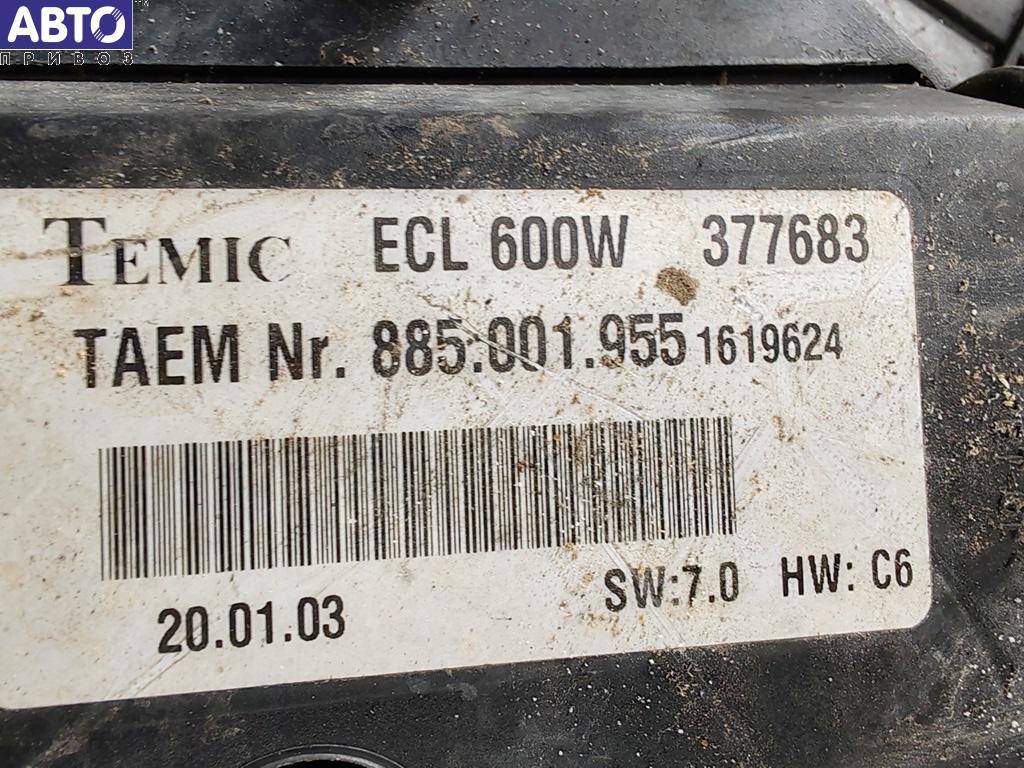 АВТО
ПРИВОЗ
TEMIC ECL 600W 377683
TAEM Nr. 885.001.955 1619624
20.01.03 SW:7.0 HW: C6